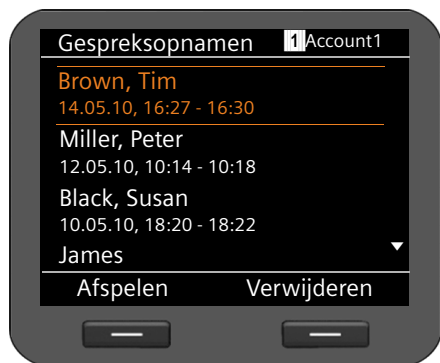 Gespreksopnamen 1 Account1
Brown, Tim
14.05.10, 16:27 - 16:30
Miller, Peter
12.05.10, 10:14 - 10:18
Black, Susan
10.05.10, 18:20 - 18:22
James
Afspelen Verwijderen